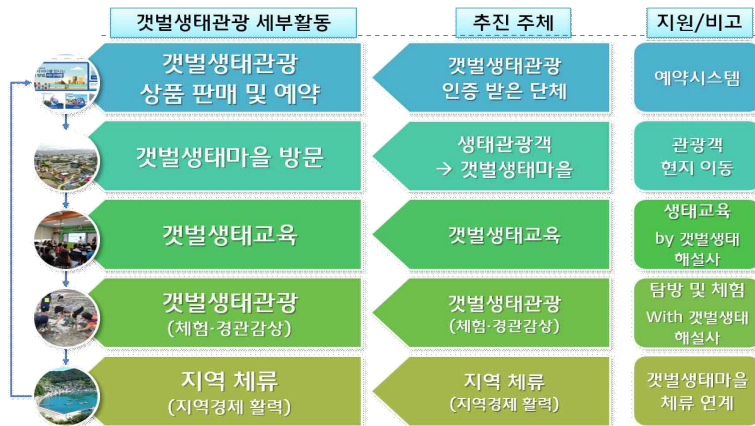 갯벌생태관광 세부활동
추진 주체
지원/비고
갯벌생태관광
상품 판매 및 예약
갯벌생태관광
인증 받은 단체
예약시스템
갯벌생태마을 방문
생태관광객
→ 갯벌생태마을
관광객
현지 이동
갯벌생태교육
갯벌생태교육
생태교육
by 갯벌생태
해설사
갯벌생태관광
(체험·경관감상)
갯벌생태관광
(체험·경관감상)
탐방 및 체험
With 갯벌생태
해설사
지역 체류
(지역경제 활력)
지역 체류
(지역경제 활력)
갯벌생태마을
체류 연계